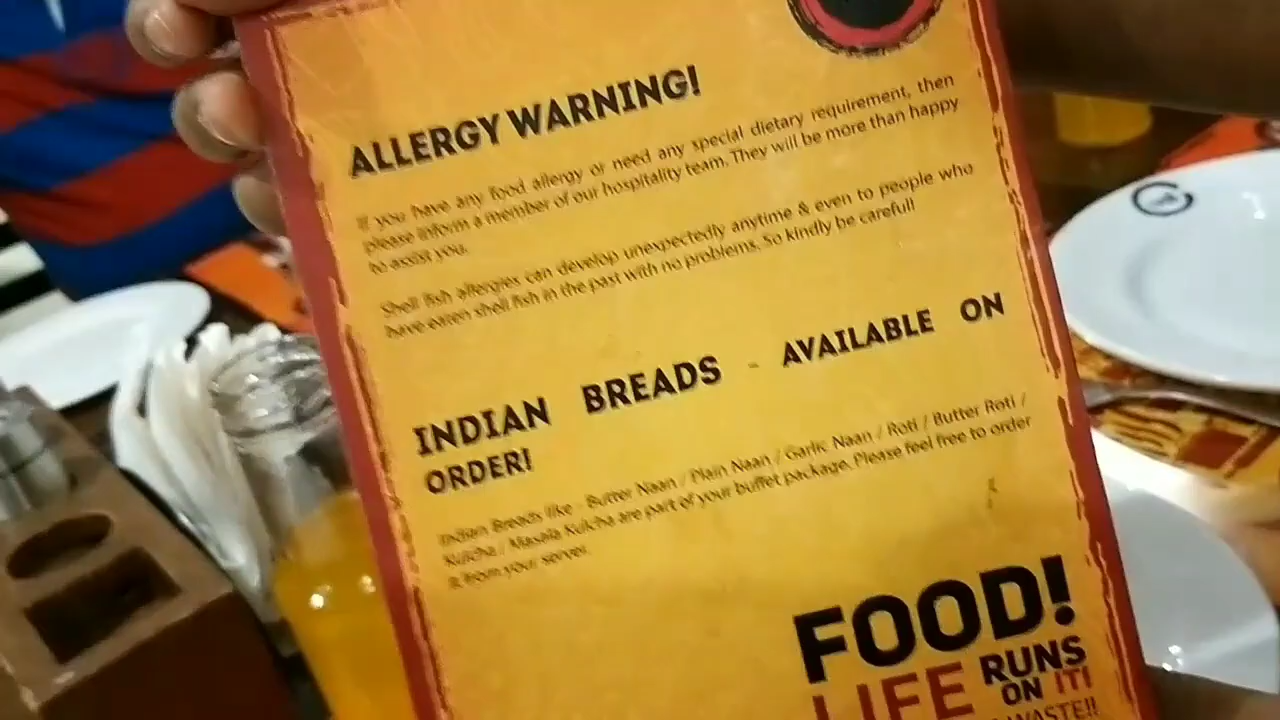 ALLERGY WARNING!
If you have any food allergy or need any special dietary requirement, then
please inform a member of our hospitality team. They will be more than happy
to assist you.
Shell fish allergies can develop unexpectedly anytime & even to people who
have eaten shell fish in the past with no problems. So kindly be careful!
INDIAN BREADS - AVAILABLE ON
ORDER!
Indian Breads like - Butter Naan / Plain Naan / Garlic Naan / Roti / Butter Roti /
Kulcha / Masala Kulcha are part of your buffet package. Please feel free to order
it from your server.
FOOD!
LIFE RUNS
ON IT!
WASTE!!